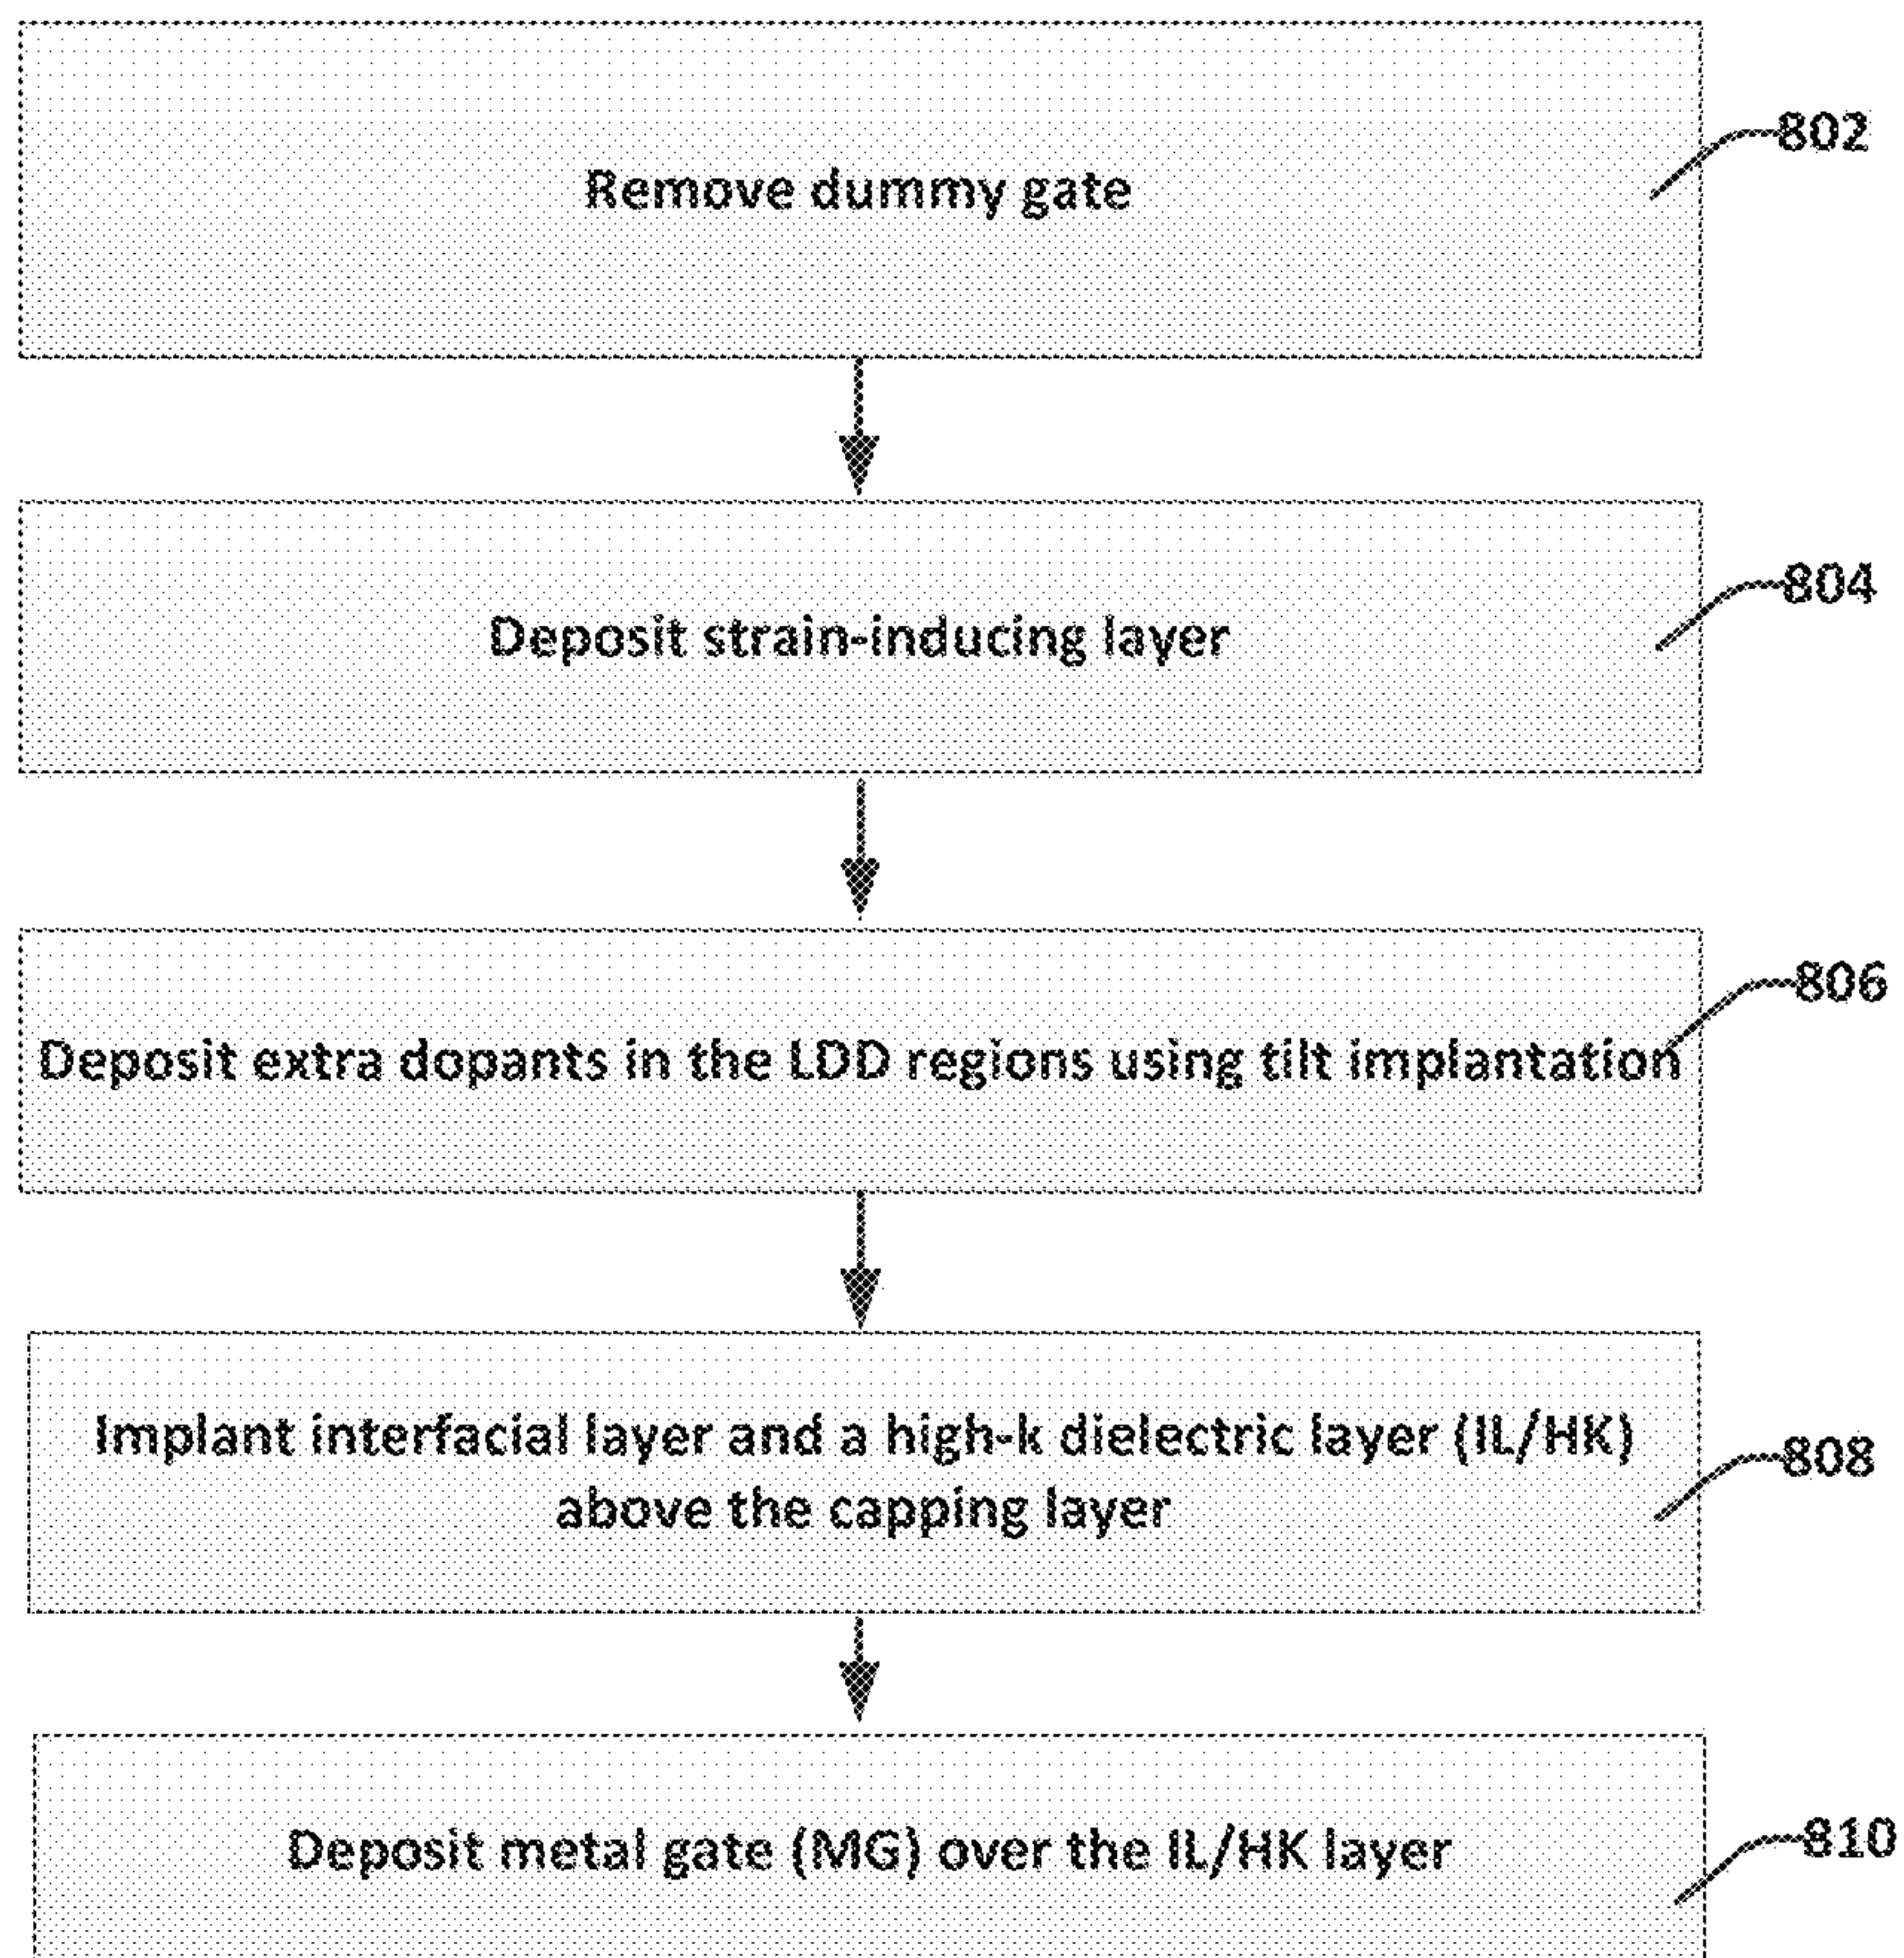 802
Remove dummy gate
804
Deposit strain-inducing layer
806
Deposit extra dopants in the LDD regions using tilt implantation
Implant interfacial layer and a high-k dielectric layer (IL/HK)
808
above the capping layer
810
Deposit metal gate (MG) over the IL/HK layer